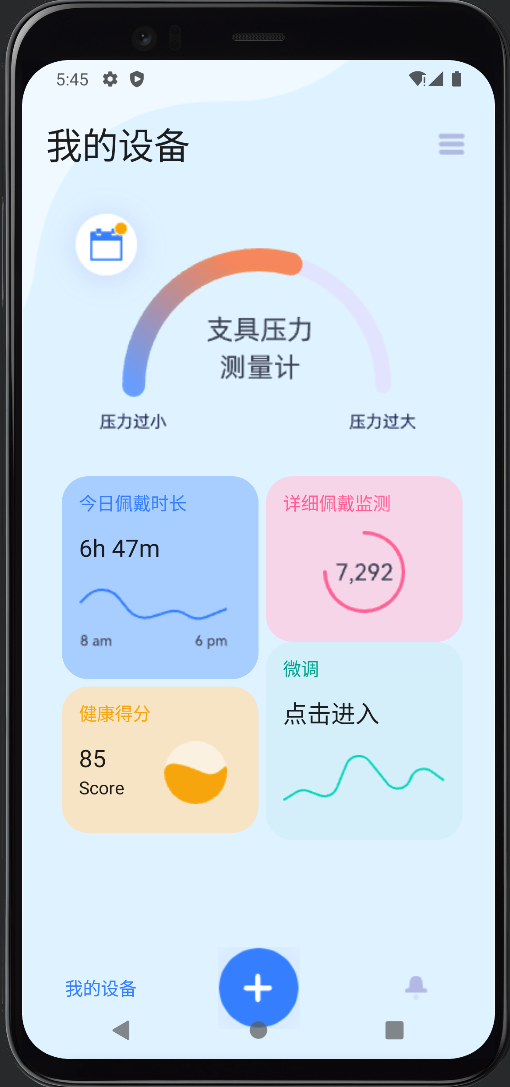 5:45
我的设备
支具压力
测量计
压力过小
压力过大
今日佩戴时长
6h 47m
8 am
6 pm
详细佩戴监测
7,292
微调
点击进入
健康得分
85
Score
我的设备